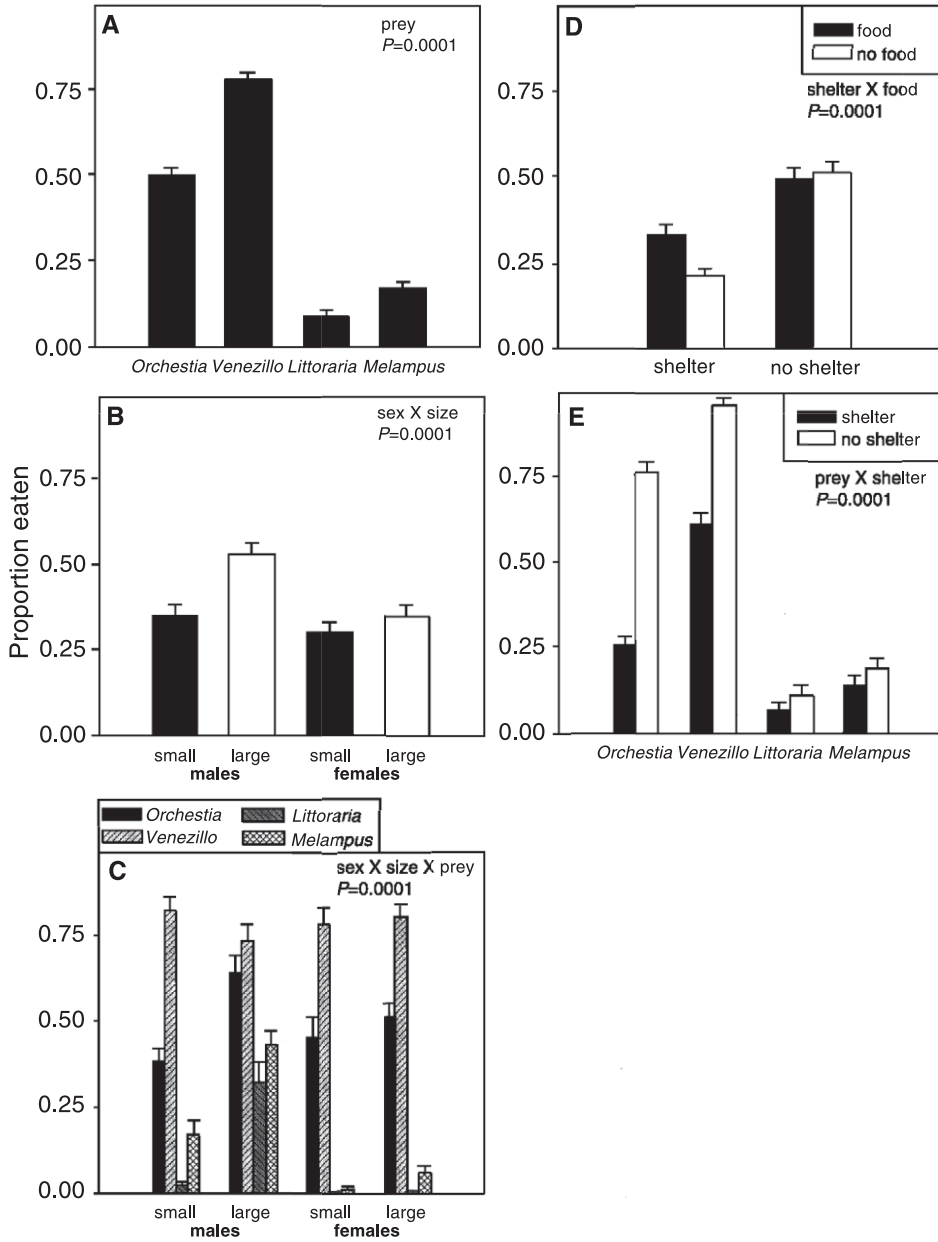 A
prey
P=0.0001
0.75
0.50
0.25
0.00
Orchestia Venezillo Littoraria Melampus
B
sex X size
P=0.0001
0.75
0.50
0.25
0.00
small large small large
males females
Proportion eaten
Orchestia Littoraria
Venezillo Melampus
C
sex X size X prey
P=0.0001
0.75
0.50
0.25
0.00
small large small large
males females
D
food
no food
shelter X food
P=0.0001
0.75
0.50
0.25
0.00
shelter no shelter
E
shelter
no shelter
prey X shelter
P=0.0001
0.75
0.50
0.25
0.00
Orchestia Venezillo Littoraria Melampus